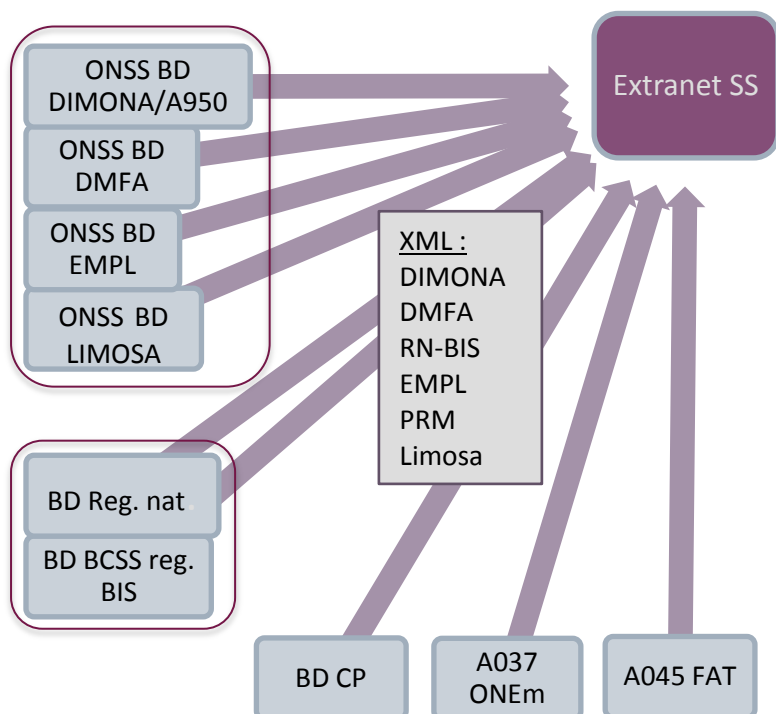 ONSS BD
DIMONA/A950
ONSS BD
DMFA
ONSS BD
EMPL
ONSS BD
LIMOSA
Extranet SS
XML :
DIMONA
DMFA
RN-BIS
EMPL
PRM
Limosa
BD Reg. nat.
BD BCSS reg.
BIS
BD CP
A037
ONEm
A045 FAT